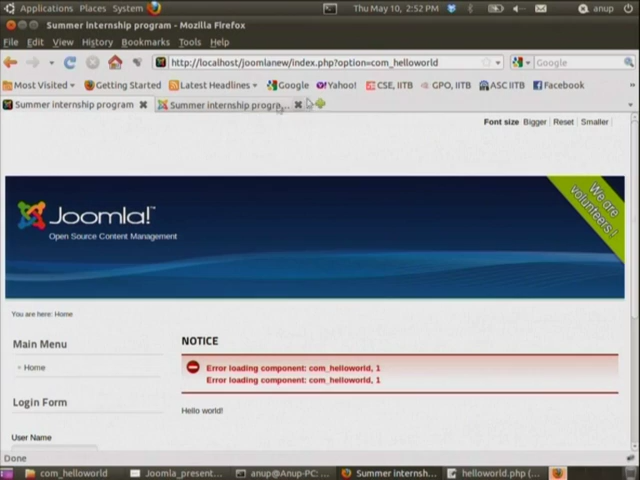 Applications Places System Thu May 10, 2:52 PM anup
Summer internship program - Mozilla Firefox
File Edit View History Bookmarks Tools Help
http://localhost/joomlanew/index.php?option=com_helloworld Google
Most Visited Getting Started Latest Headlines Google Yahoo! CSE, IITB GPO, IITB ASC IITB Facebook
Summer internship program Summer internship progra...
Font size Bigger Reset Smaller
We are
volunteers!
Joomla!™
Open Source Content Management
You are here: Home
Main Menu
Home
Login Form
User Name
NOTICE
Error loading component: com_helloworld, 1
Error loading component: com_helloworld, 1
Hello world!
Done
com_helloworld Joomla_present... anup@Anup-PC: ... Summer internsh... helloworld.php (...